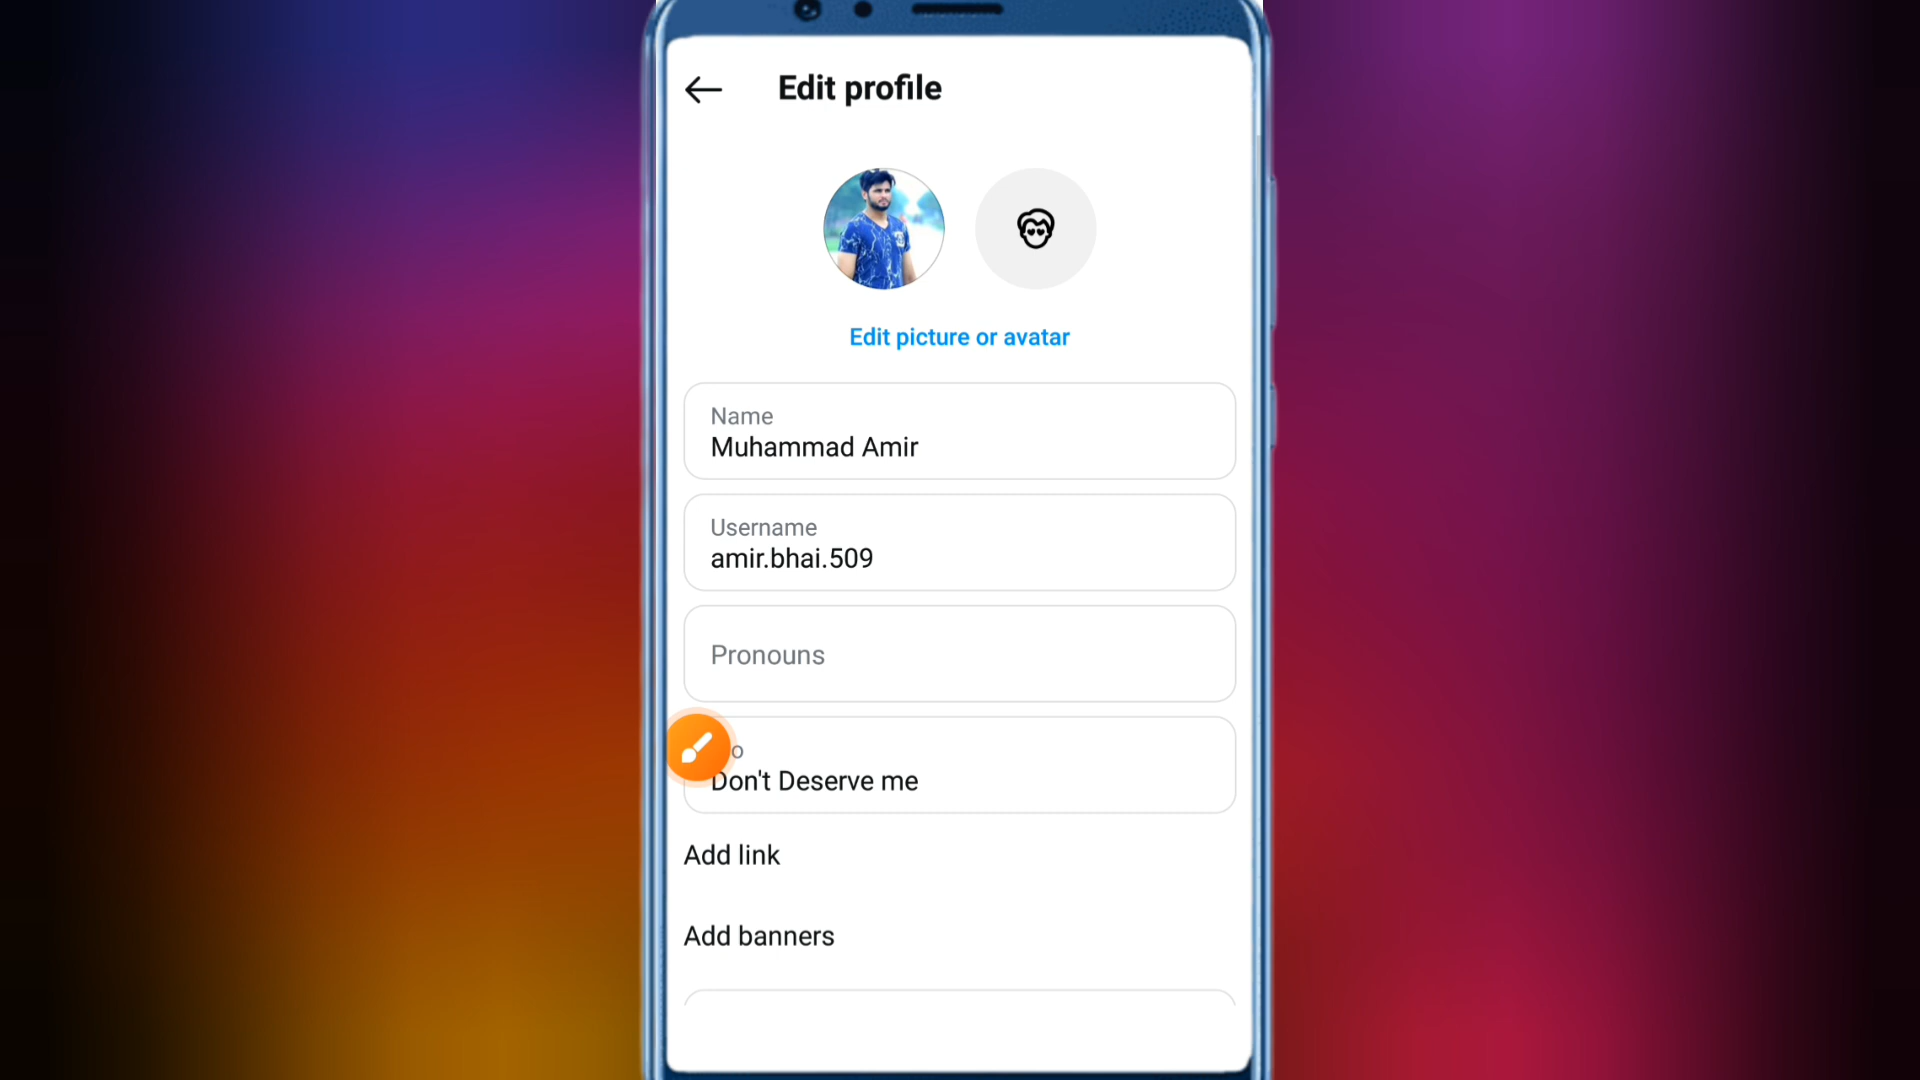 Edit profile
Edit picture or avatar
Name
Muhammad Amir
Username
amir.bhai.509
Pronouns
o
Don't Deserve me
Add link
Add banners